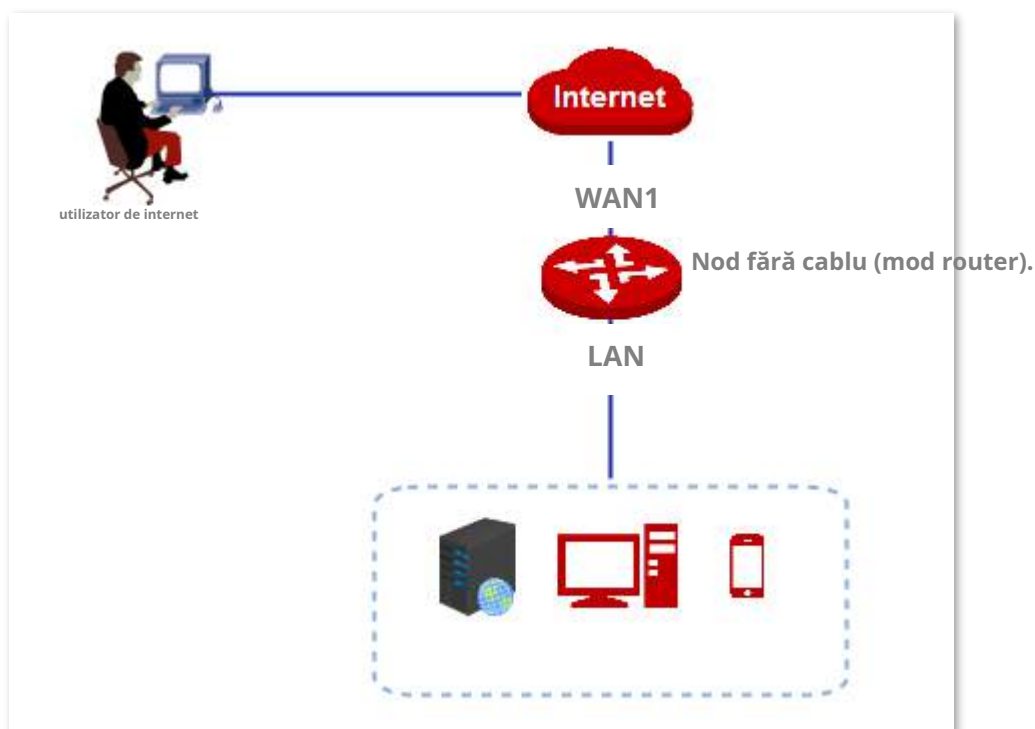 Internet
utilizator de internet
WAN1
Nod fără cablu (mod router).
LAN